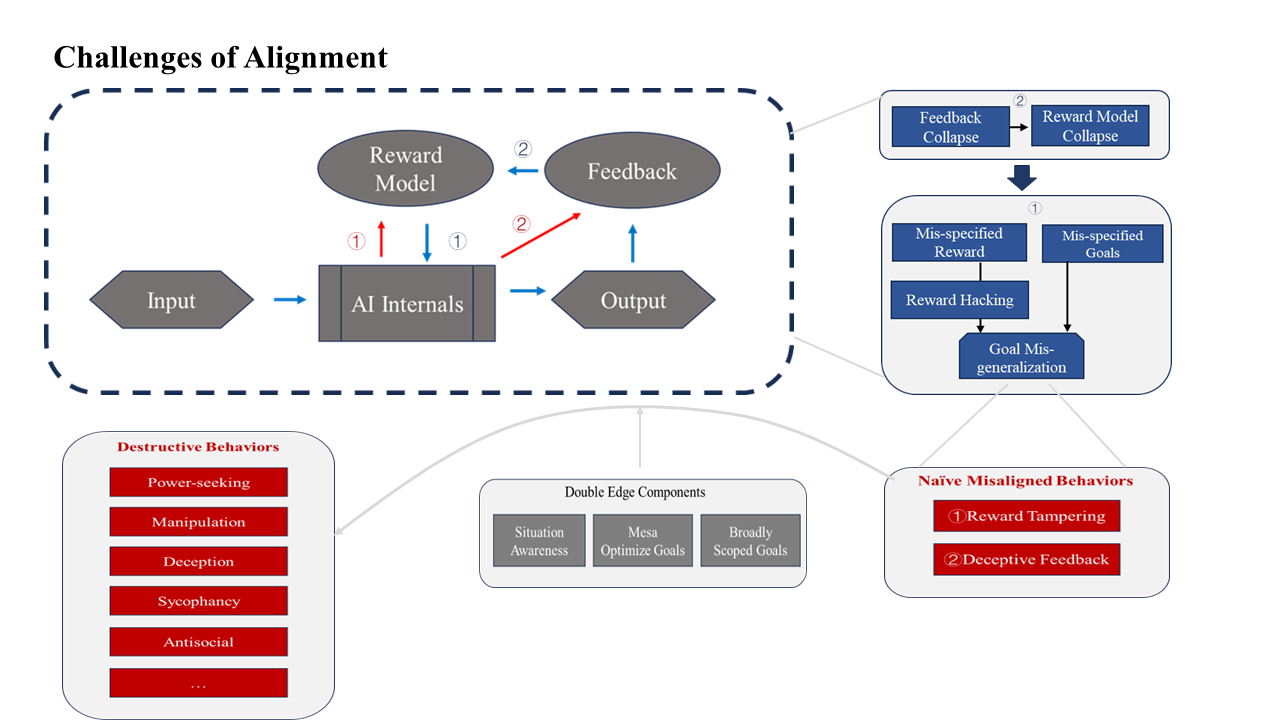 Challenges of Alignment
Reward
Model
②
Feedback
①
①
②
Input
AI Internals
Output
②
Feedback
Collapse
Reward Model
Collapse
①
Mis-specified
Reward
Mis-specified
Goals
Reward Hacking
Goal Mis-
generalization
Destructive Behaviors
Power-seeking
Manipulation
Deception
Sycophancy
Antisocial
…
Double Edge Components
Situation
Awareness
Mesa
Optimize Goals
Broadly
Scoped Goals
Naïve Misaligned Behaviors
①Reward Tampering
②Deceptive Feedback